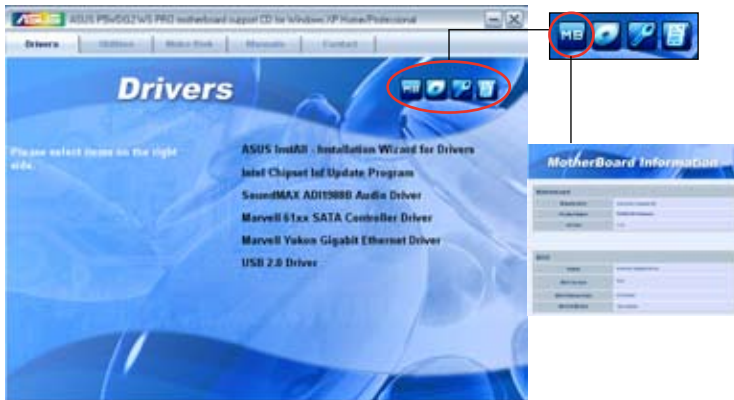 ASUS P5WDG2 WS PRO motherboard support CD for Windows XP Home/Professional
Drivers
Utilities
Make Disk
Manuals
Contact
Drivers
MB
MB
Please select items on the right
side.
ASUS InstAll - Installation Wizard for Drivers
Intel Chipset Inf Update Program
SoundMAX ADI1988B Audio Driver
Marvell 61xx SATA Controller Driver
Marvell Yukon Gigabit Ethernet Driver
USB 2.0 Driver
MotherBoard Information
Motherboard
BIOS